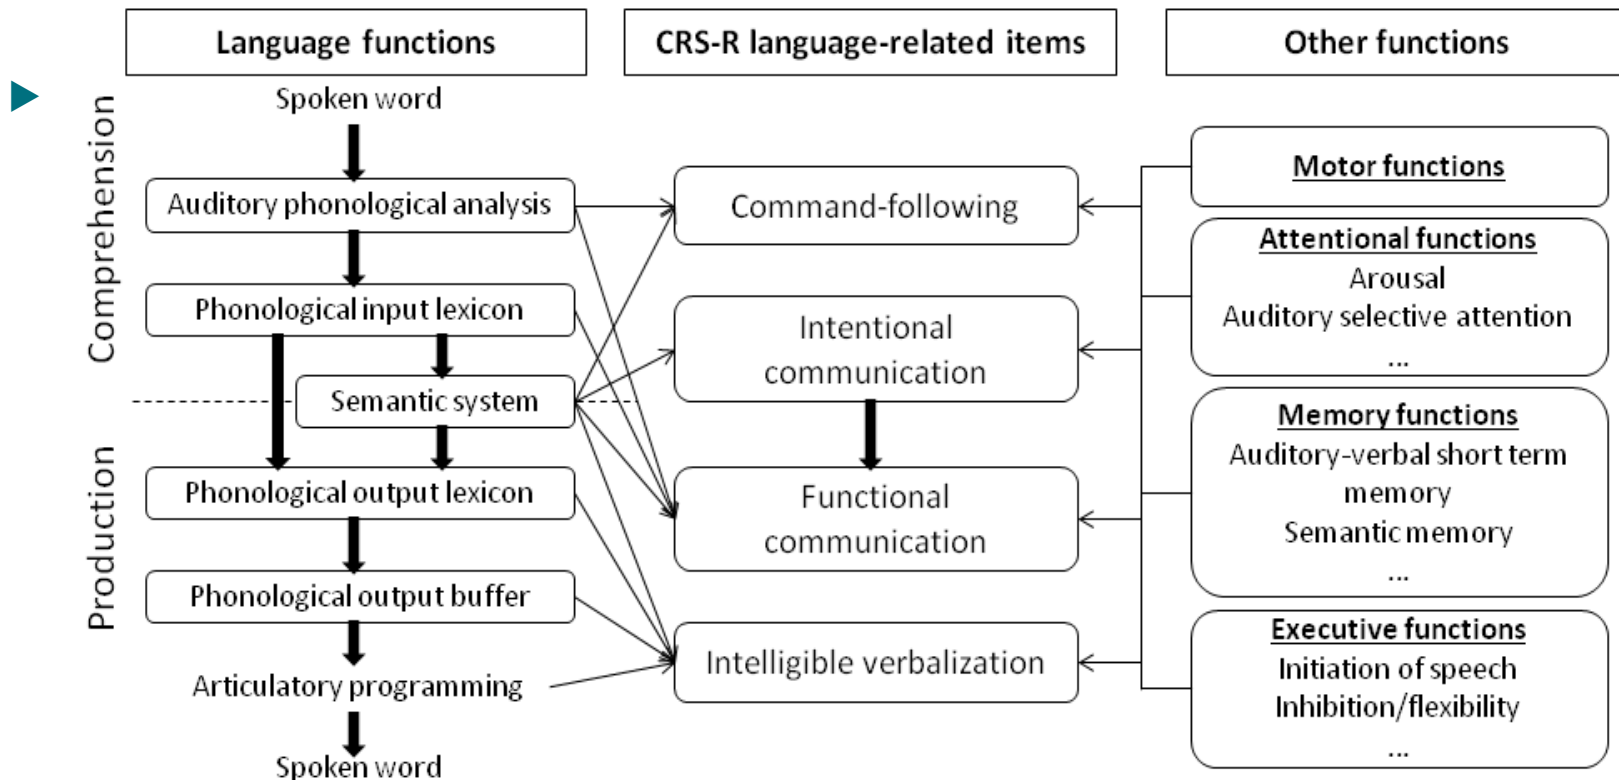 Language functions
CRS-R language-related items
Other functions
Comprehension
Production
Spoken word
Auditory phonological analysis
Phonological input lexicon
Semantic system
Phonological output lexicon
Phonological output buffer
Articulatory programming
Spoken word
Command-following
Intentional
communication
Functional
communication
Intelligible verbalization
Motor functions
Attentional functions
Arousal
Auditory selective attention
...
Memory functions
Auditory-verbal short term
memory
Semantic memory
...
Executive functions
Initiation of speech
Inhibition/flexibility
...